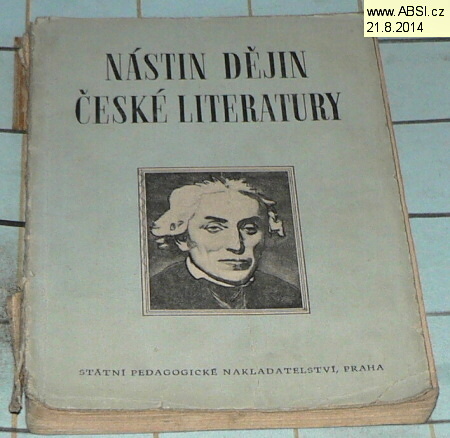 www.ABSI.cz
21.8.2014
NÁSTIN DĚJIN
ČESKÉ LITERATURY
STÁTNÍ PEDAGOGICKÉ NAKLADATELSTVÍ, PRAHA